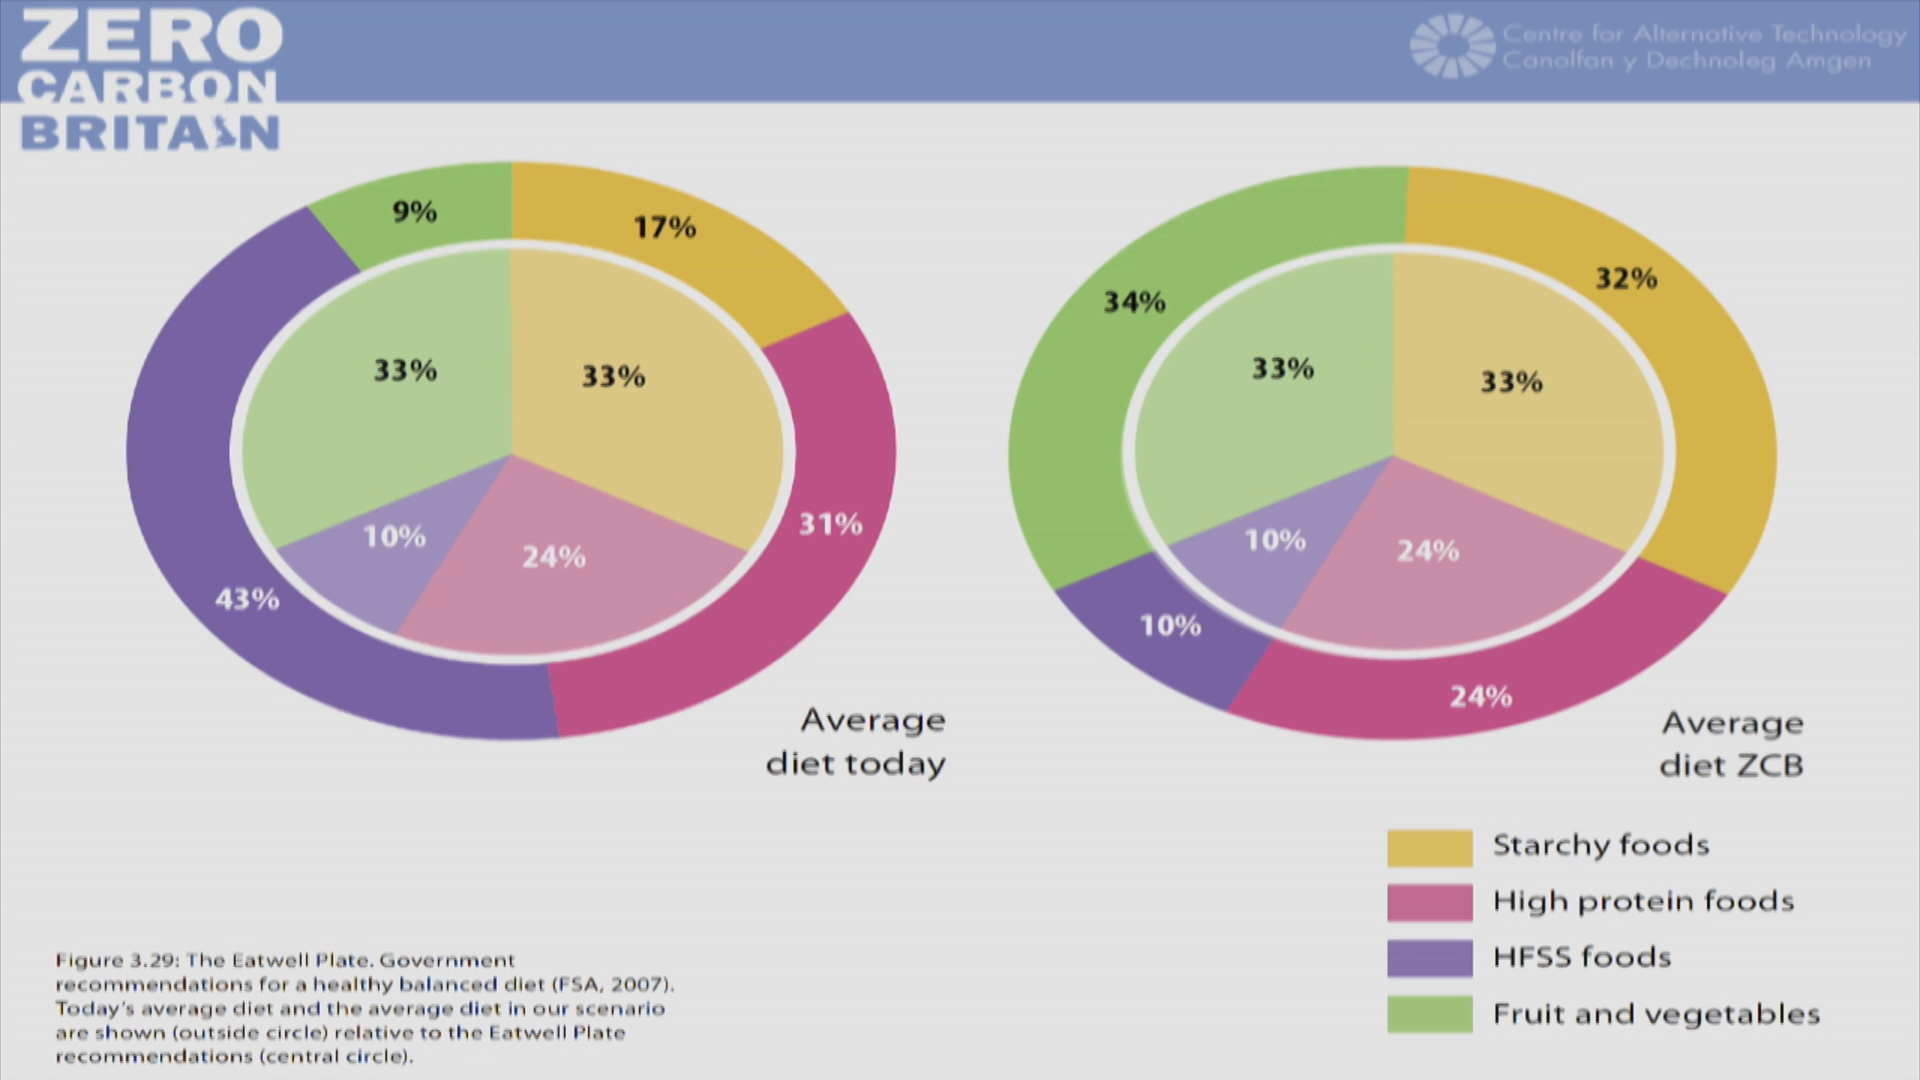 ZERO
CARBON
BRITAIN
Centre for Alternative Technology
Canolfan y Dechnoleg Amgen
9%
17%
33%
33%
31%
10%
24%
43%
Average
diet today
34%
32%
33%
33%
10%
24%
10%
24%
Average
diet ZCB
Starchy foods
High protein foods
HFSS foods
Fruit and vegetables
Figure 3.29: The Eatwell Plate. Government
recommendations for a healthy balanced diet (FSA, 2007).
Today's average diet and the average diet in our scenario
are shown (outside circle) relative to the Eatwell Plate
recommendations (central circle).